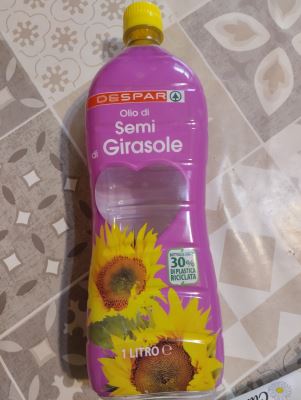 DESPAR
Olio di
Semi
di Girasole
30%
DI PLASTICA
RICICLATA
1 LITRO e